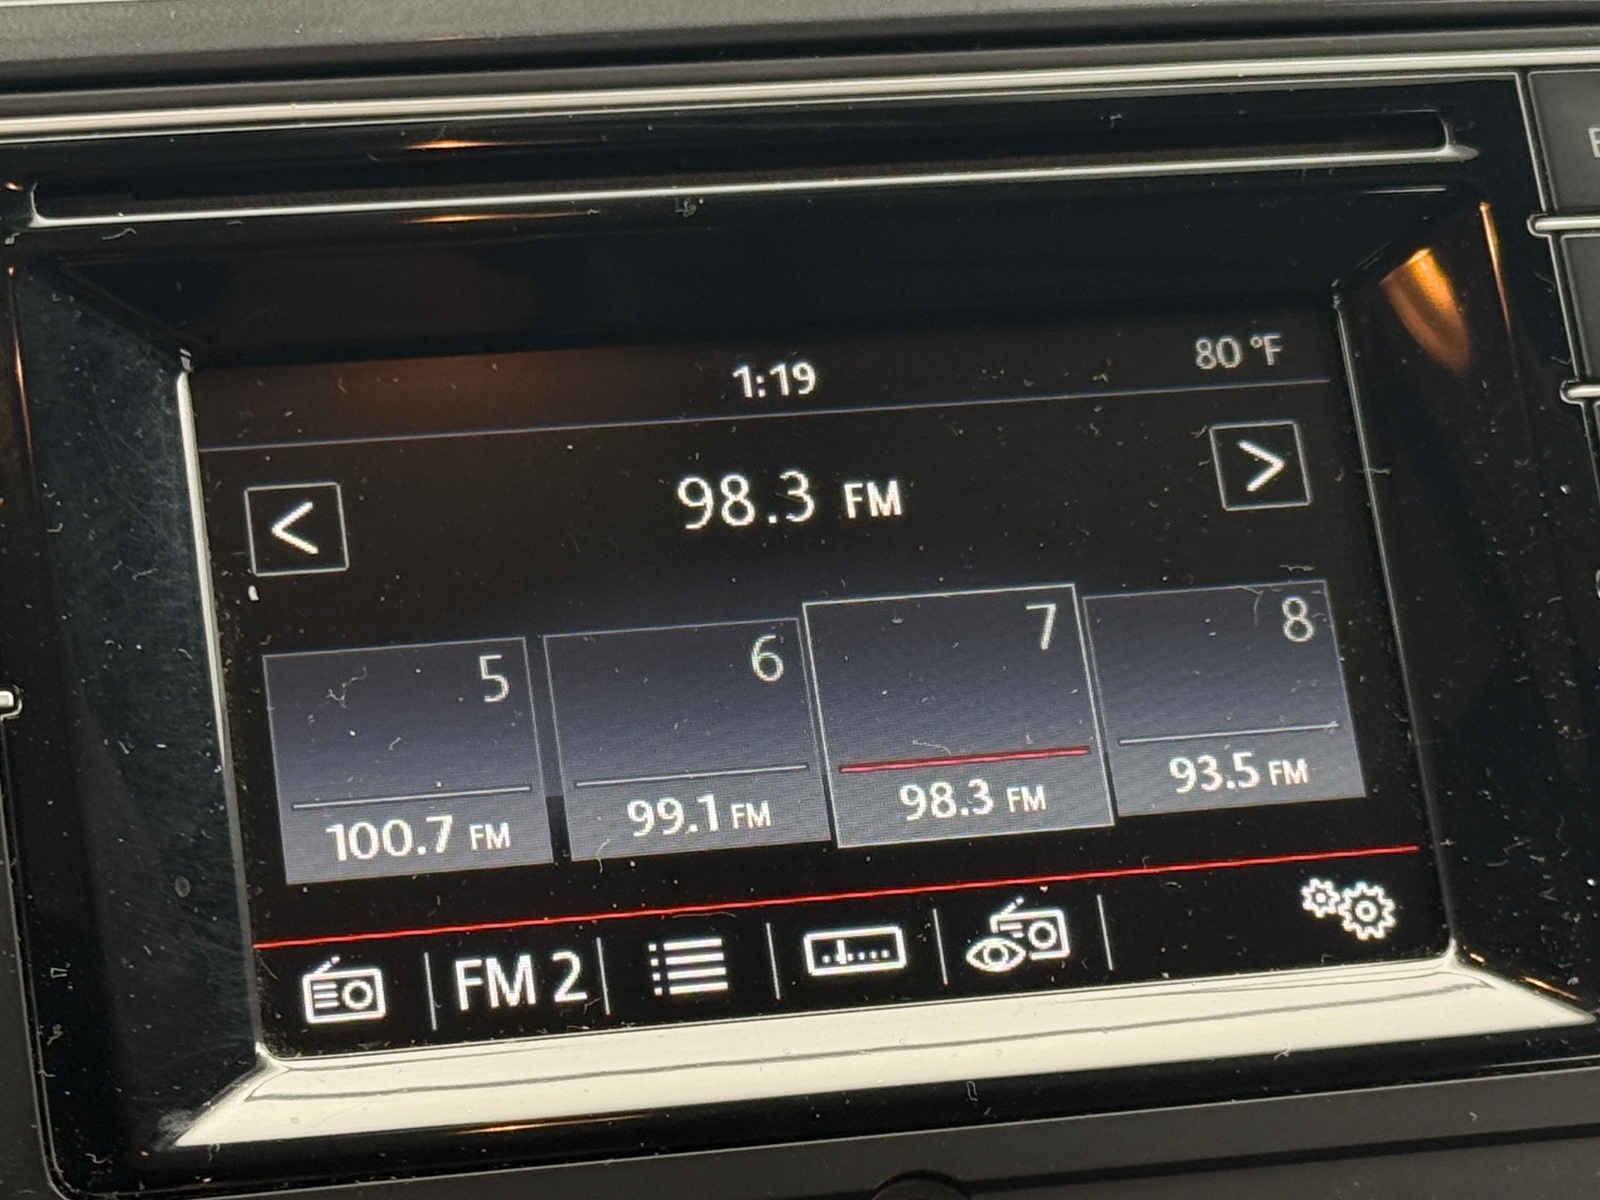 1:19 80 °F
< 98.3 FM >
5 6 7 8
100.7 FM 99.1 FM 98.3 FM 93.5 FM
FM 2